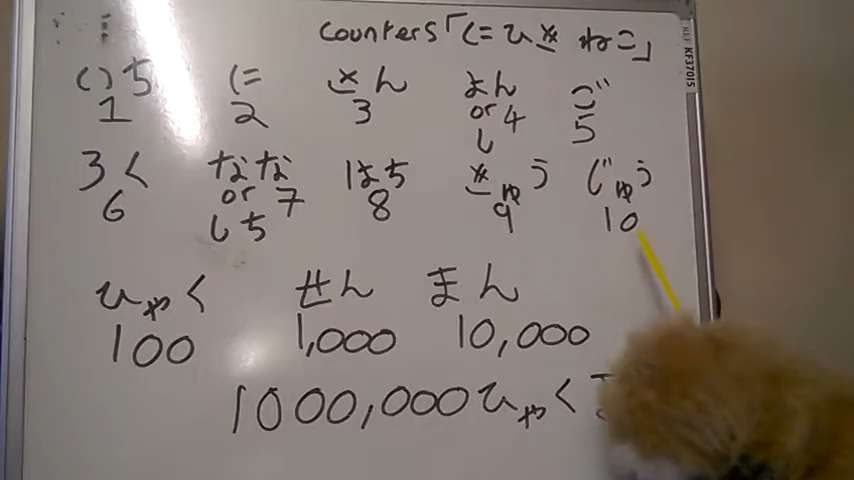 counters「にひき ねこ」
いち に さん よん ご
1 2 3 or 4 5
し
ろく なな はち きゅう じゅう
6 or 7 8 9 10
しち
ひゃく せん まん
100 1,000 10,000
1000,000 ひゃく
KF37015